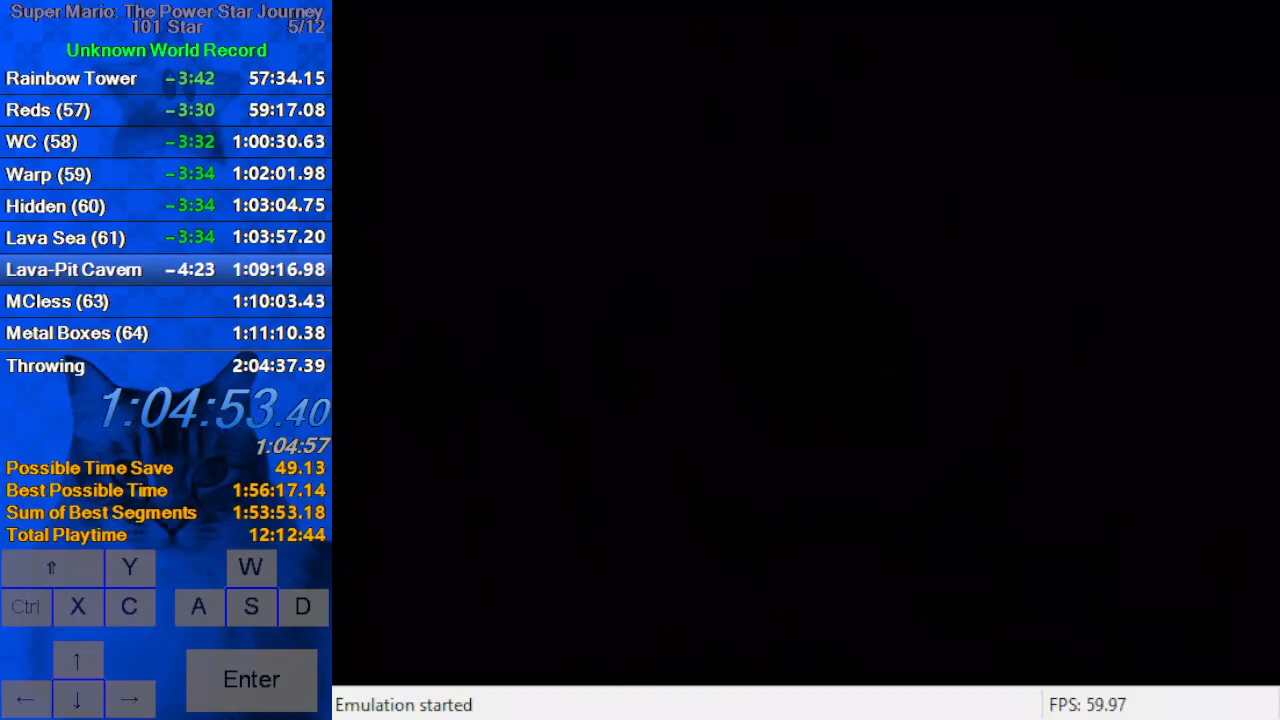 Super Mario: The Power Star Journey
101 Star 5/12
Unknown World Record
Rainbow Tower -3:42 57:34.15
Reds (57) -3:30 59:17.08
WC (58) -3:32 1:00:30.63
Warp (59) -3:34 1:02:01.98
Hidden (60) -3:34 1:03:04.75
Lava Sea (61) -3:34 1:03:57.20
Lava-Pit Cavern -4:23 1:09:16.98
MCless (63) 1:10:03.43
Metal Boxes (64) 1:11:10.38
Throwing 2:04:37.39
1:04:53.40
1:04:57
Possible Time Save 49.13
Best Possible Time 1:56:17.14
Sum of Best Segments 1:53:53.18
Total Playtime 12:12:44
⇑ Y W
Ctrl X C A S D
↑
← ↓ → Enter
Emulation started FPS: 59.97